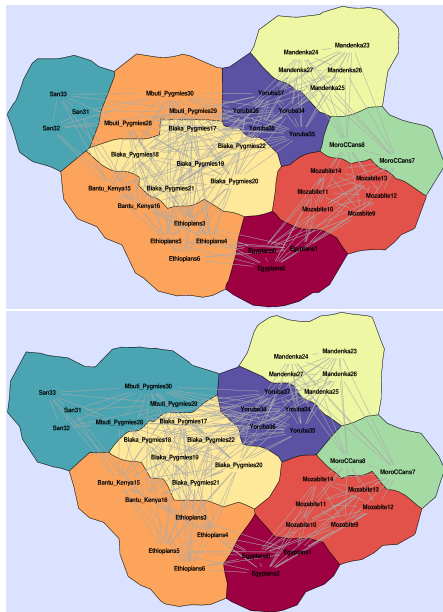 Mandenka23
Mandenka24
Mandenka27
Mandenka26
Mandenka25
San33
Mbuti_Pygmies30
Yoruba37
San31
Mbuti_Pygmies29
Yoruba34
San32
Mbuti_Pygmies28
Biaka_Pygmies17
Yoruba36
Yoruba35
Biaka_Pygmies22
MoroCCans8
Biaka_Pygmies18
Biaka_Pygmies19
MoroCCans7
Mozabite14
Mozabite13
Biaka_Pygmies20
Bantu_Kenya15
Biaka_Pygmies21
Mozabite11
Mozabite12
Bantu_Kenya16
Mozabite10
Mozabite9
Ethiopians3
Ethiopians5
Ethiopians4
Egyptians1
Ethiopians6
Mandenka23
Mandenka24
Mandenka27
Mandenka26
San33
Mbuti_Pygmies30
Yoruba37
Mandenka25
San31
Mbuti_Pygmies29
Yoruba34
San32
Mbuti_Pygmies28
Biaka_Pygmies17
Yoruba36
Yoruba35
Biaka_Pygmies18
Biaka_Pygmies22
Biaka_Pygmies19
MoroCCans8
Biaka_Pygmies20
MoroCCans7
Bantu_Kenya15
Biaka_Pygmies21
Mozabite14
Mozabite13
Bantu_Kenya16
Mozabite11
Mozabite12
Ethiopians3
Mozabite10
Mozabite9
Ethiopians4
Ethiopians5
Egyptians1
Ethiopians6